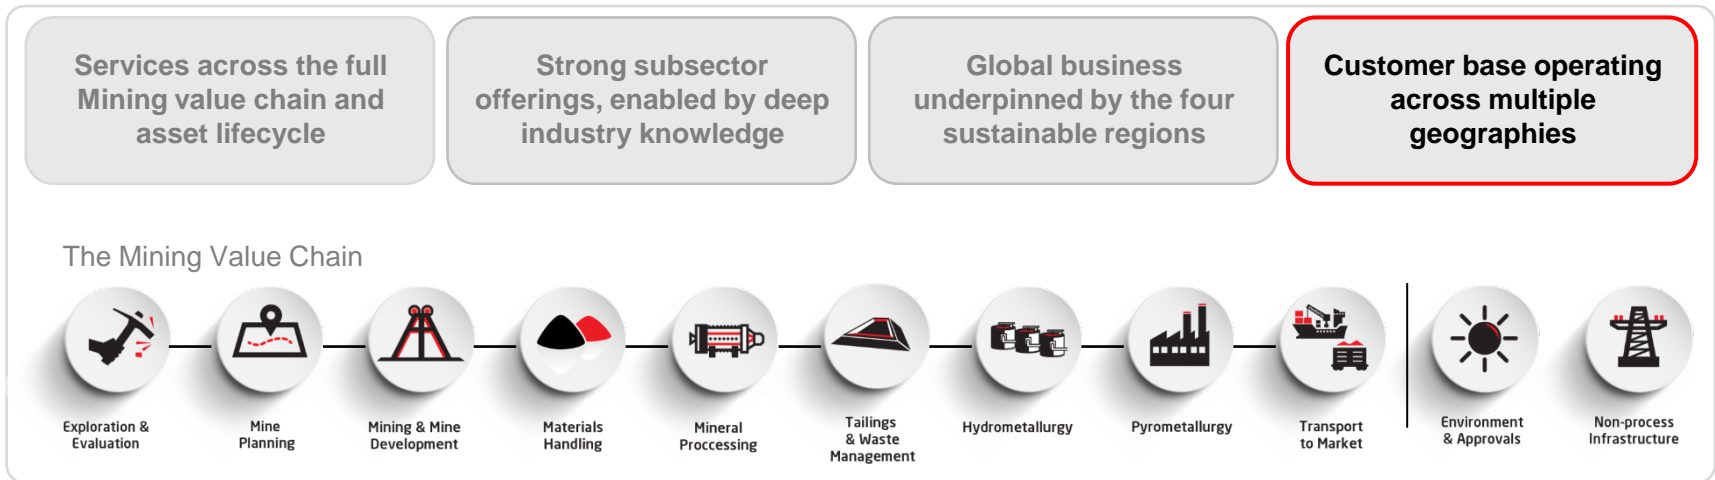 Services across the full
Mining value chain and
asset lifecycle
Strong subsector
offerings, enabled by deep
industry knowledge
Global business
underpinned by the four
sustainable regions
Customer base operating
across multiple
geographies
The Mining Value Chain
Exploration &
Evaluation
Mine
Planning
Mining & Mine
Development
Materials
Handling
Mineral
Proccessing
Tailings
& Waste
Management
Hydrometallurgy
Pyrometallurgy
Transport
to Market
Environment
& Approvals
Non-process
Infrastructure